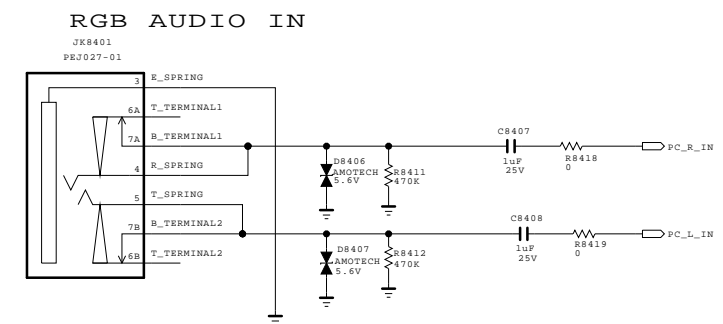 RGB AUDIO IN
JK8401
PEJ027-01
3 E_SPRING
6A T_TERMINAL1
7A B_TERMINAL1
4 R_SPRING
5 T_SPRING
7B B_TERMINAL2
6B T_TERMINAL2
D8406
AMOTECH
5.6V
R8411
470K
C8407
1uF
25V
R8418
0
PC_R_IN
D8407
AMOTECH
5.6V
R8412
470K
C8408
1uF
25V
R8419
0
PC_L_IN